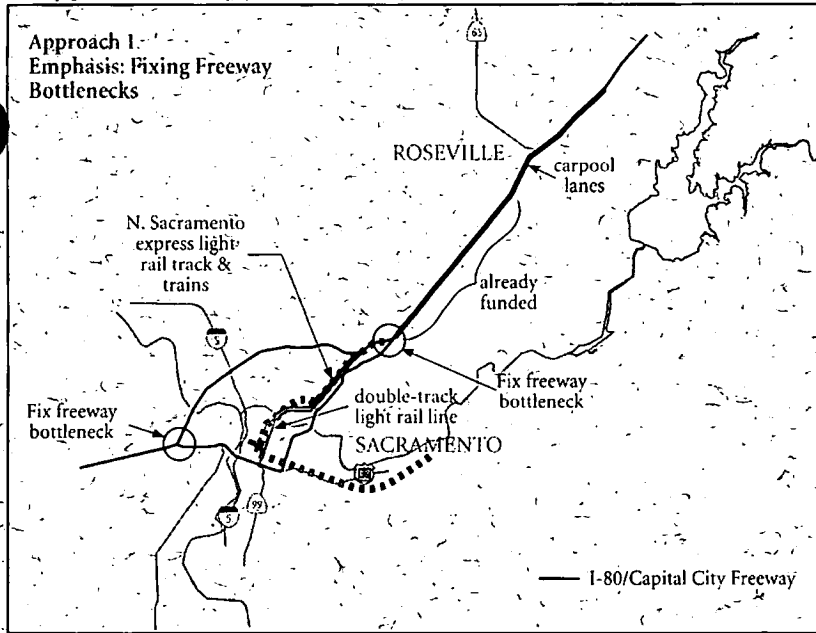 Approach 1.
Emphasis: Fixing Freeway
Bottlenecks
65
ROSEVILLE
carpool
lanes
N. Sacramento
express light
rail track &
trains
already
funded
5
Fix freeway
bottleneck
double-track
light rail line
Fix freeway
bottleneck
SACRAMENTO
5
99
I-80/Capital City Freeway